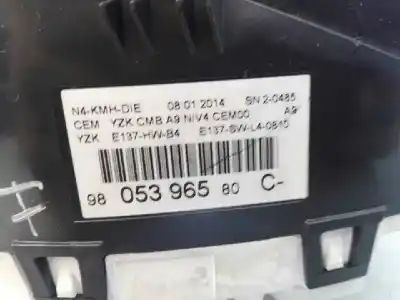 N4-KMH-DIE 08 01 2014 SN 2-0485
CEM YZK CMB A9 NIV4 CEM00 A9
YZK E137-HW-B4 E137-SW-L4-0810
98 053 965 80 C-